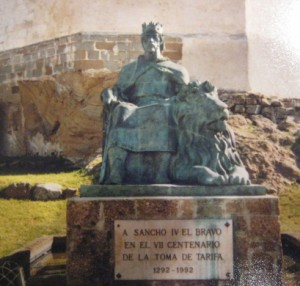 A SANCHO IV EL BRAVO
EN EL VII CENTENARIO
DE LA TOMA DE TARIFA
1292-1992